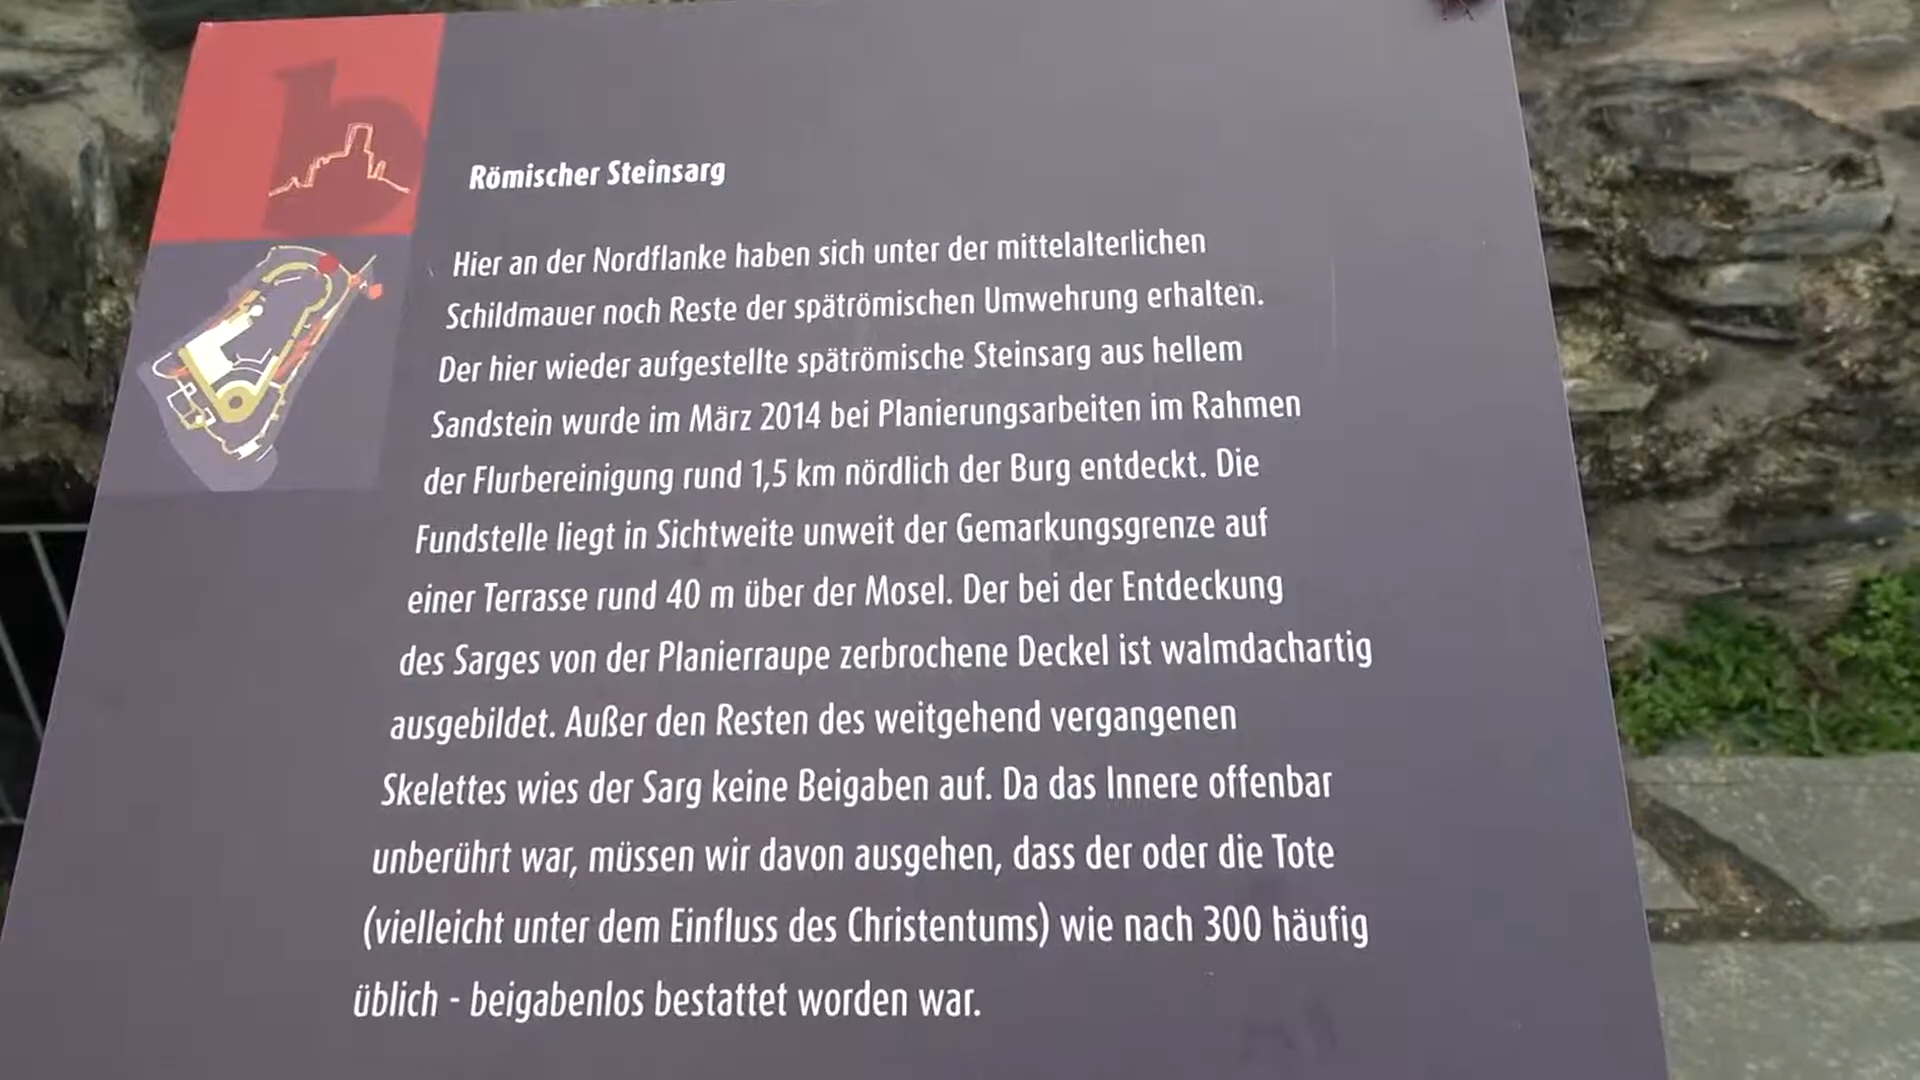 b
Römischer Steinsarg
Hier an der Nordflanke haben sich unter der mittelalterlichen
Schildmauer noch Reste der spätrömischen Umwehrung erhalten.
Der hier wieder aufgestellte spätrömische Steinsarg aus hellem
Sandstein wurde im März 2014 bei Planierungsarbeiten im Rahmen
der Flurbereinigung rund 1,5 km nördlich der Burg entdeckt. Die
Fundstelle liegt in Sichtweite unweit der Gemarkungsgrenze auf
einer Terrasse rund 40 m über der Mosel. Der bei der Entdeckung
des Sarges von der Planierraupe zerbrochene Deckel ist walmdachartig
ausgebildet. Außer den Resten des weitgehend vergangenen
Skelettes wies der Sarg keine Beigaben auf. Da das Innere offenbar
unberührt war, müssen wir davon ausgehen, dass der oder die Tote
(vielleicht unter dem Einfluss des Christentums) wie nach 300 häufig
üblich - beigabenlos bestattet worden war.